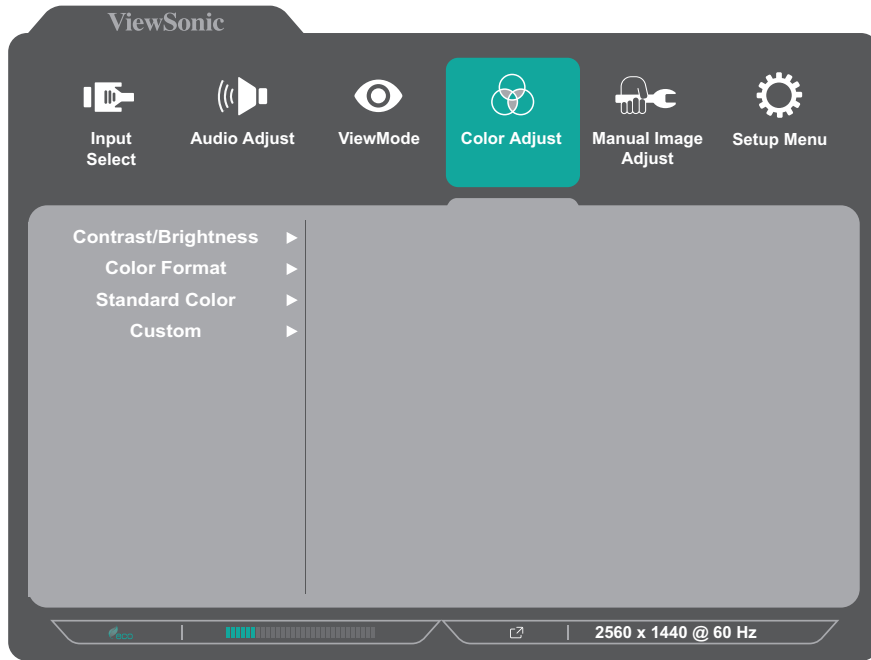 ViewSonic
Input
Select
Audio Adjust
ViewMode
Color Adjust
Manual Image
Adjust
Setup Menu
Contrast/Brightness
Color Format
Standard Color
Custom
eco
2560 x 1440 @ 60 Hz